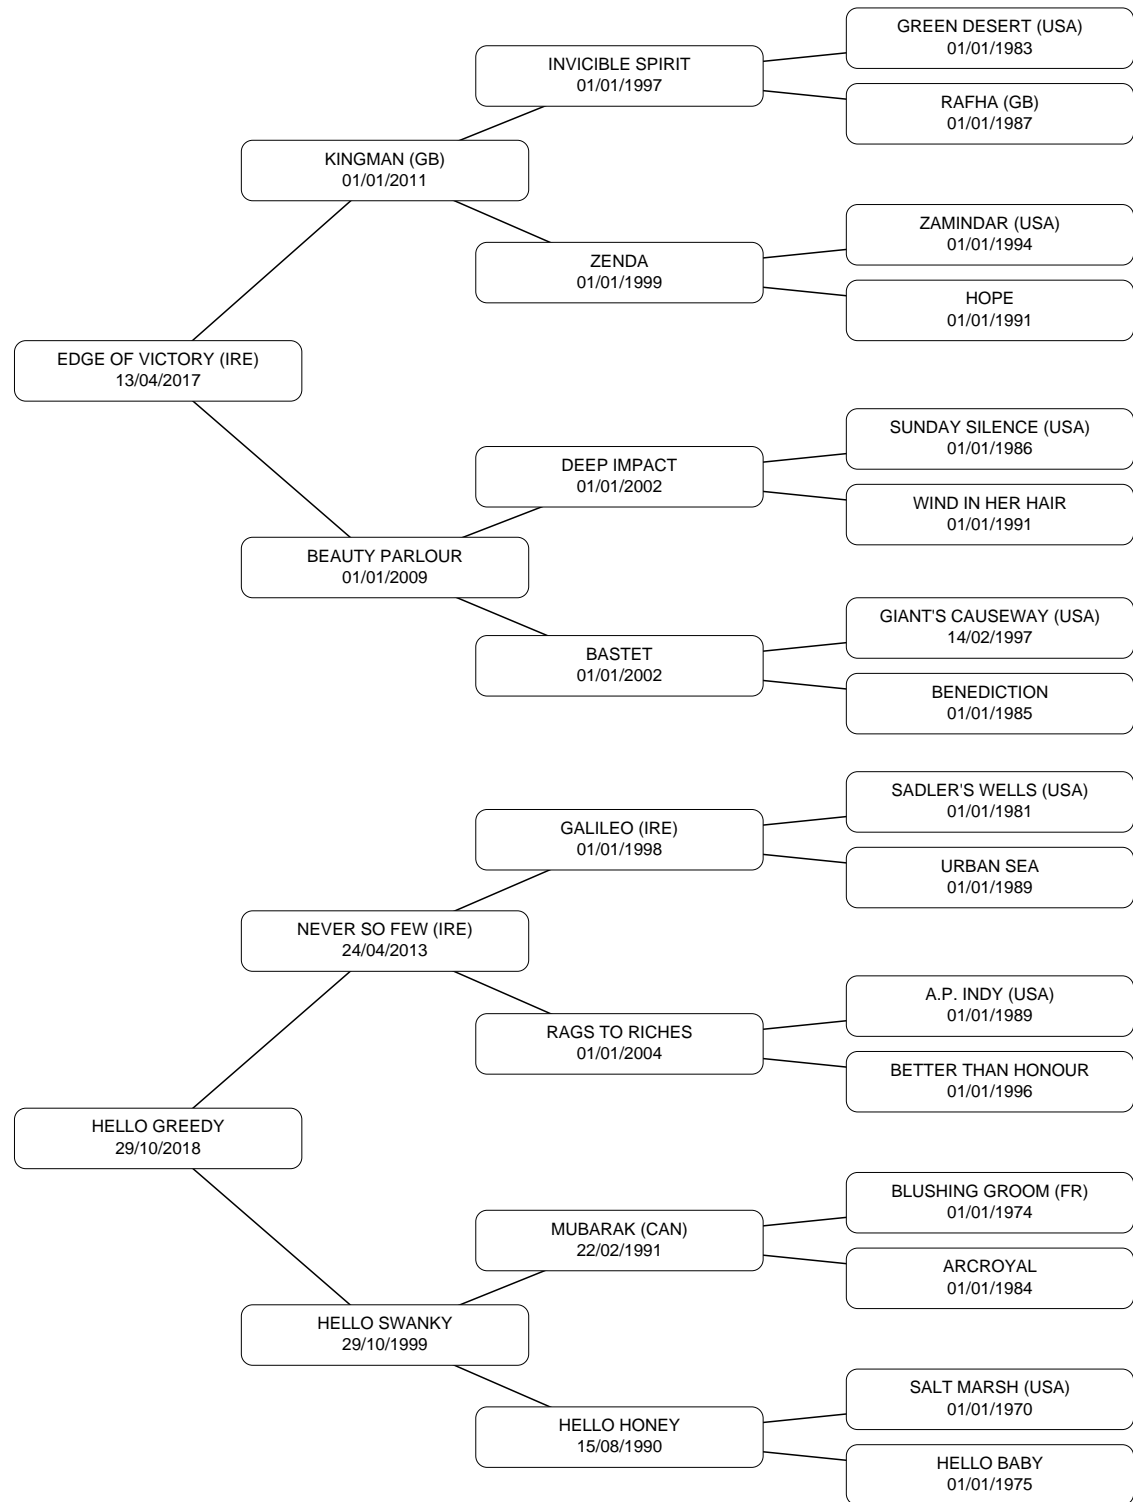 GREEN DESERT (USA)
01/01/1983
INVICIBLE SPIRIT
01/01/1997
RAFHA (GB)
01/01/1987
KINGMAN (GB)
01/01/2011
ZAMINDAR (USA)
01/01/1994
ZENDA
01/01/1999
HOPE
01/01/1991
EDGE OF VICTORY (IRE)
13/04/2017
SUNDAY SILENCE (USA)
01/01/1986
DEEP IMPACT
01/01/2002
WIND IN HER HAIR
01/01/1991
BEAUTY PARLOUR
01/01/2009
GIANT'S CAUSEWAY (USA)
14/02/1997
BASTET
01/01/2002
BENEDICTION
01/01/1985
SADLER'S WELLS (USA)
01/01/1981
GALILEO (IRE)
01/01/1998
URBAN SEA
01/01/1989
NEVER SO FEW (IRE)
24/04/2013
A.P. INDY (USA)
01/01/1989
RAGS TO RICHES
01/01/2004
BETTER THAN HONOUR
01/01/1996
HELLO GREEDY
29/10/2018
BLUSHING GROOM (FR)
01/01/1974
MUBARAK (CAN)
22/02/1991
ARCROYAL
01/01/1984
HELLO SWANKY
29/10/1999
SALT MARSH (USA)
01/01/1970
HELLO HONEY
15/08/1990
HELLO BABY
01/01/1975